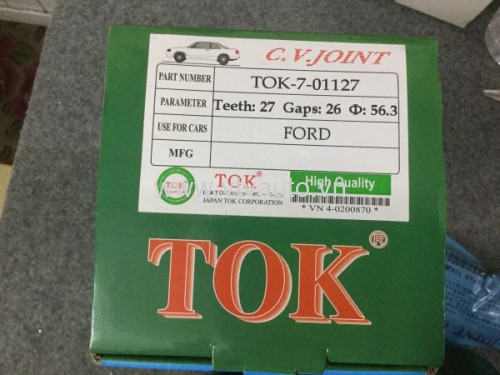 C.V.JOINT
PART NUMBER TOK-7-01127
PARAMETER Teeth: 27 Gaps: 26 Φ: 56.3
USE FOR CARS FORD
MFG
TOK TOK High Quality
JAPAN TOK CORPORATION
* VN 4-0200870 *
TOK